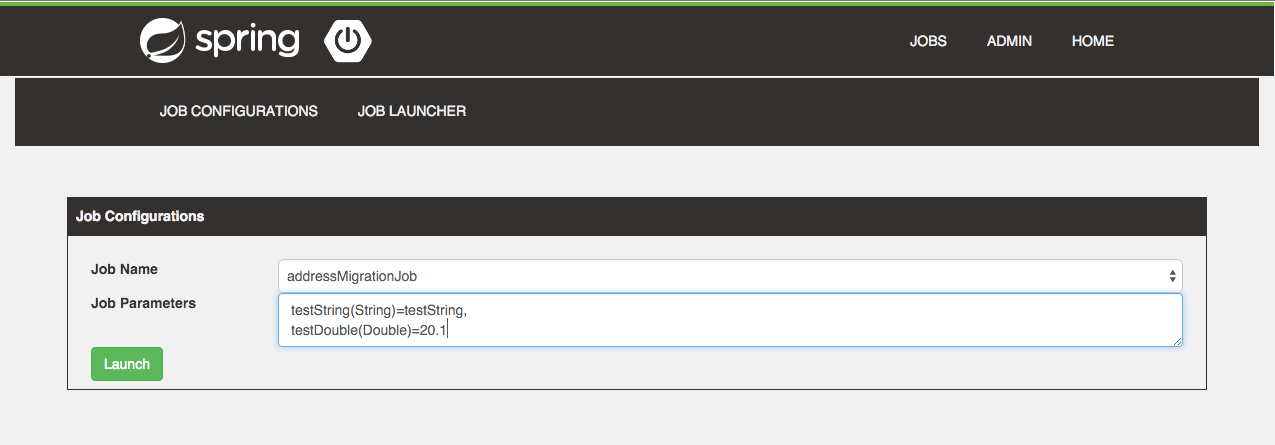 spring
JOBS ADMIN HOME
JOB CONFIGURATIONS JOB LAUNCHER
Job Configurations
Job Name addressMigrationJob
Job Parameters testString(String)=testString,
testDouble(Double)=20.1
Launch